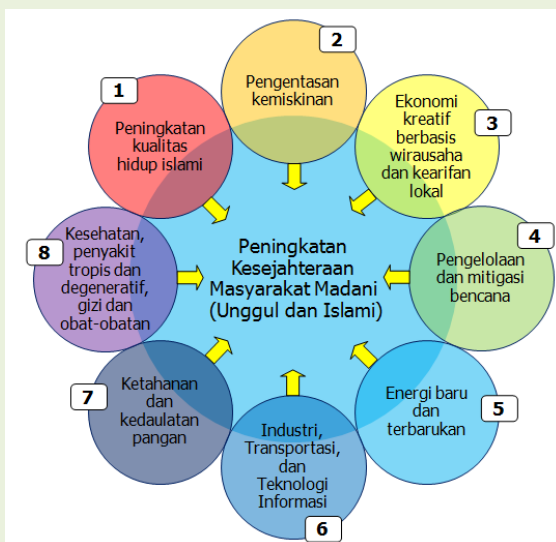 1
Peningkatan
kualitas
hidup islami
2
Pengentasan
kemiskinan
3
Ekonomi
kreatif
berbasis
wirausaha
dan kearifan
lokal
4
Pengelolaan
dan mitigasi
bencana
5
Energi baru
dan
terbarukan
6
Industri,
Transportasi,
dan
Teknologi
Informasi
7
Ketahanan
dan
kedaulatan
pangan
8
Kesehatan,
penyakit
tropis dan
degeneratif,
gizi dan
obat-obatan
Peningkatan
Kesejahteraan
Masyarakat Madani
(Unggul dan Islami)